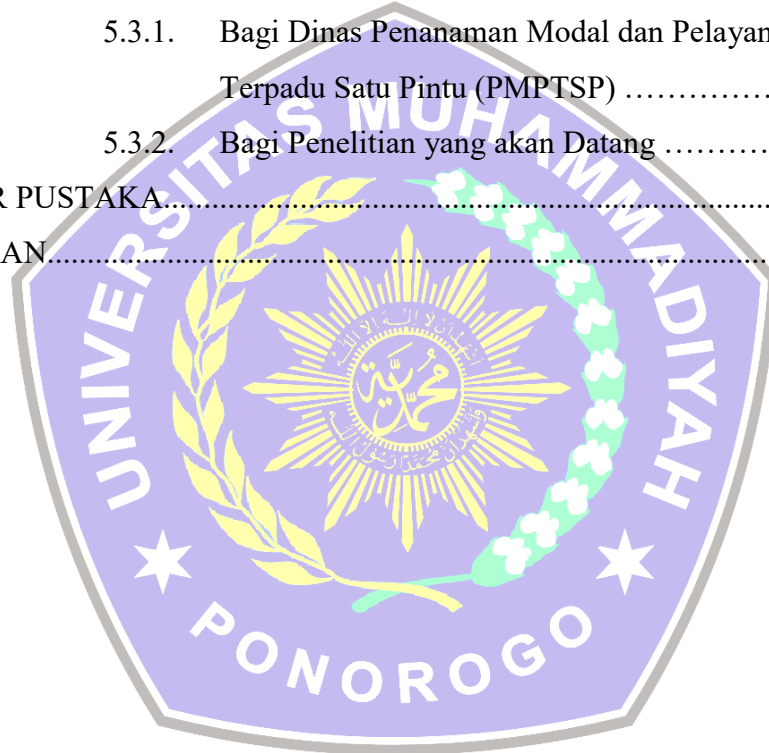 5.3.1. Bagi Dinas Penanaman Modal dan Pelayan
Terpadu Satu Pintu (PMPTSP) ……………
5.3.2. Bagi Penelitian yang akan Datang ………
R PUSTAKA................................................................................
AN...........................................................................................
UNIVERSITAS MUHAMMADIYAH
PONOROGO
محمدية